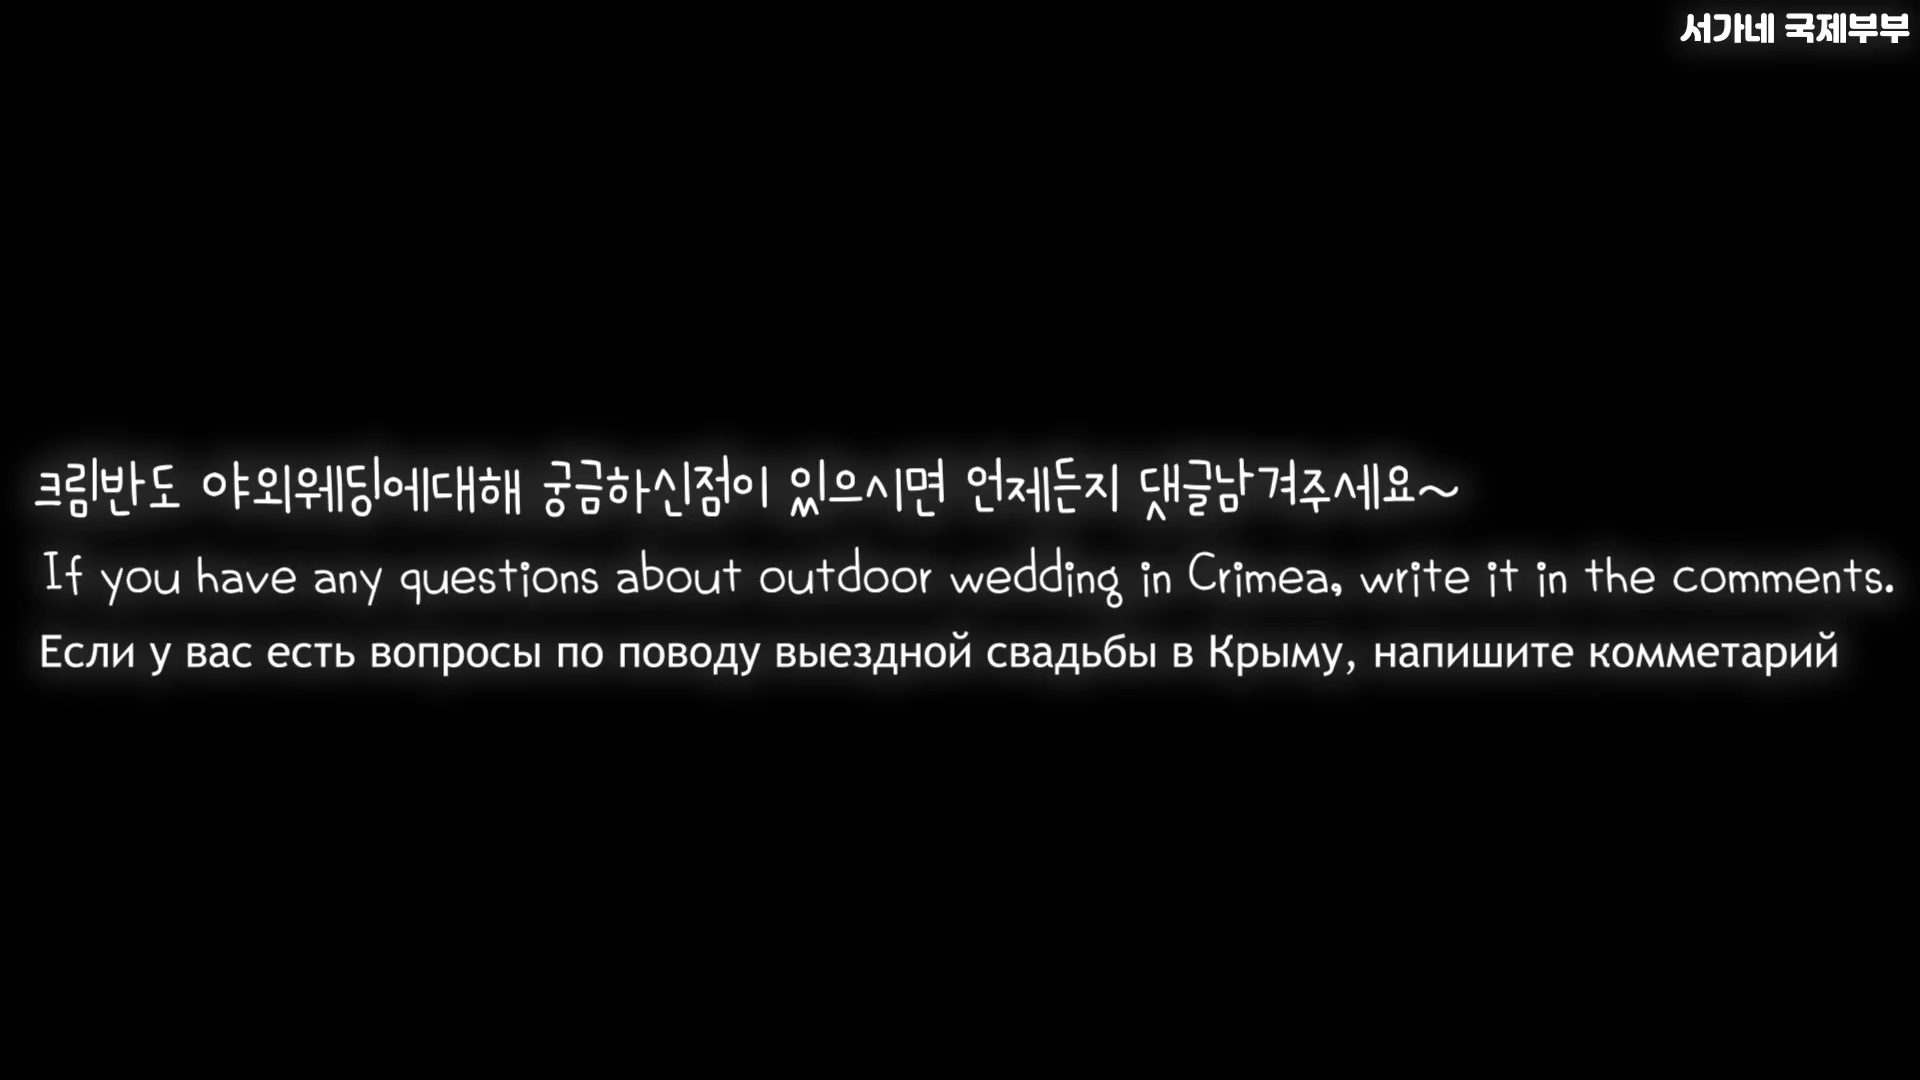 서가네 국제부부
크림반도 야외웨딩에대해 궁금하신점이 있으시면 언제든지 댓글남겨주세요~
If you have any questions about outdoor wedding in Crimea, write it in the comments.
Если у вас есть вопросы по поводу выездной свадьбы в Крыму, напишите комметарий